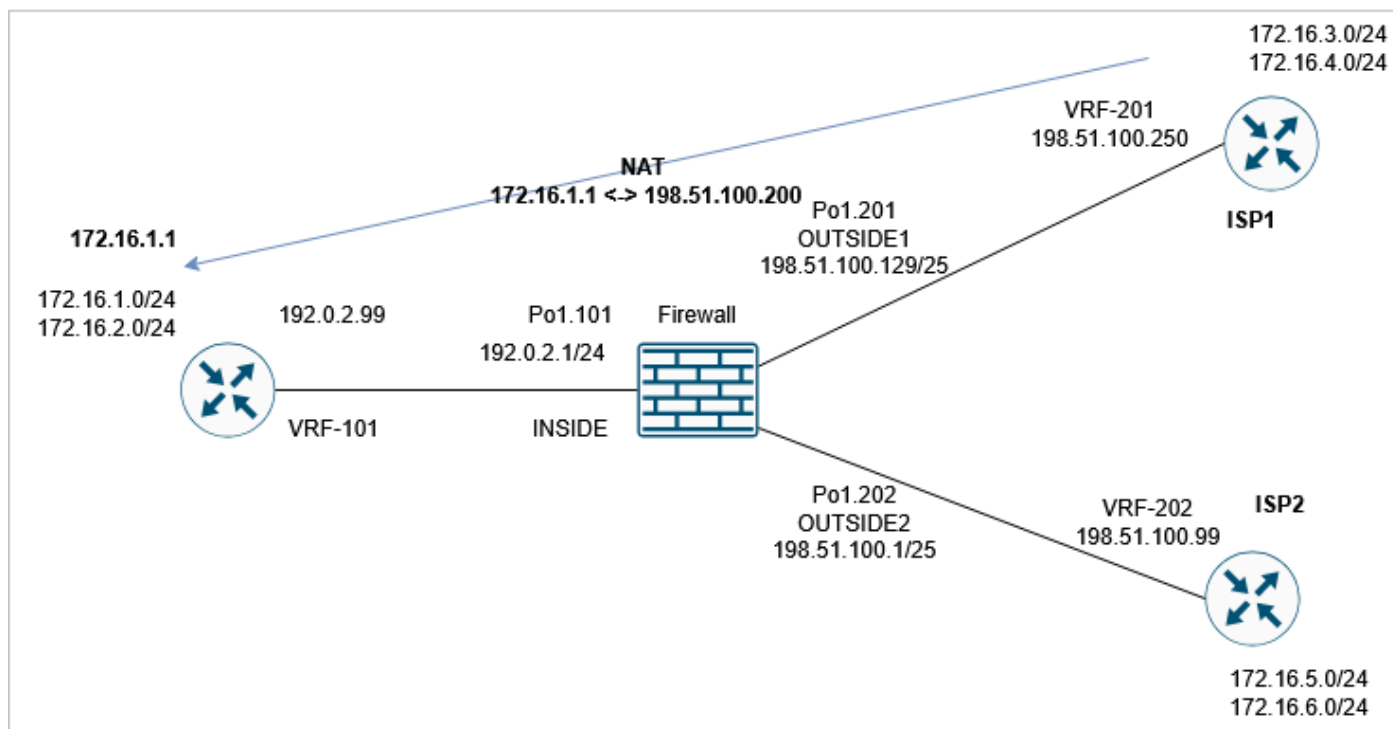 172.16.3.0/24
172.16.4.0/24
VRF-201
198.51.100.250
ISP1
NAT
172.16.1.1 <-> 198.51.100.200
Po1.201
OUTSIDE1
198.51.100.129/25
172.16.1.1
172.16.1.0/24
172.16.2.0/24
192.0.2.99
VRF-101
Po1.101
192.0.2.1/24
INSIDE
Firewall
Po1.202
OUTSIDE2
198.51.100.1/25
VRF-202
198.51.100.99
ISP2
172.16.5.0/24
172.16.6.0/24